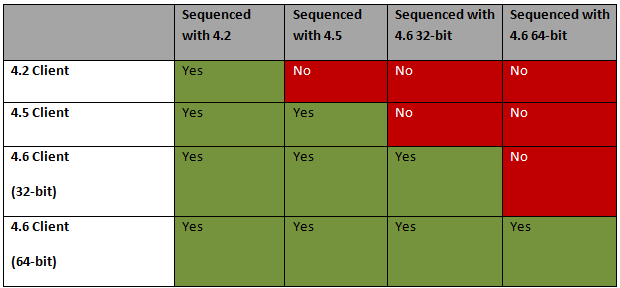 Sequenced with 4.2
Sequenced with 4.5
Sequenced with 4.6 32-bit
Sequenced with 4.6 64-bit
4.2 Client
Yes
No
No
No
4.5 Client
Yes
Yes
No
No
4.6 Client
(32-bit)
Yes
Yes
Yes
No
4.6 Client
(64-bit)
Yes
Yes
Yes
Yes